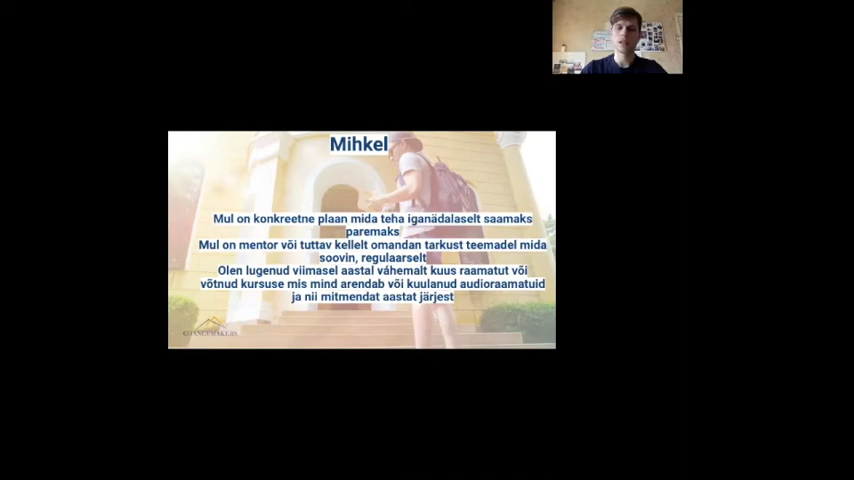 Mihkel
Mul on konkreetne plaan mida teha iganädalaselt saamaks
paremaks
Mul on mentor või tuttav kellelt omandan tarkust teemadel mida
soovin, regulaarselt
Olen lugenud viimasel aastal vähemalt kuus raamatut või
võtnud kursuse mis mind arendab või kuulanud audioraamatuid
ja nii mitmendat aastat järjest
CHANGEMAKERS